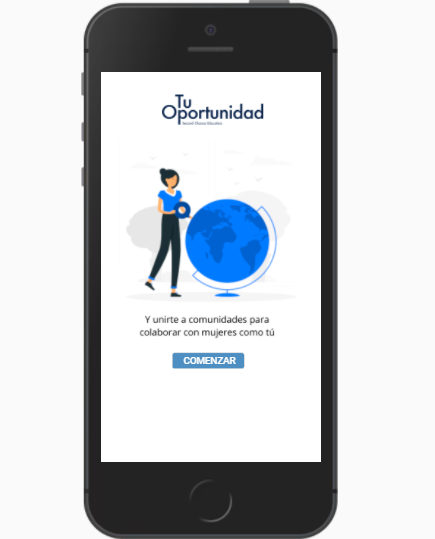 Tu
Oportunidad
Second Chance Education
Y unirte a comunidades para
colaborar con mujeres como tú
COMENZAR